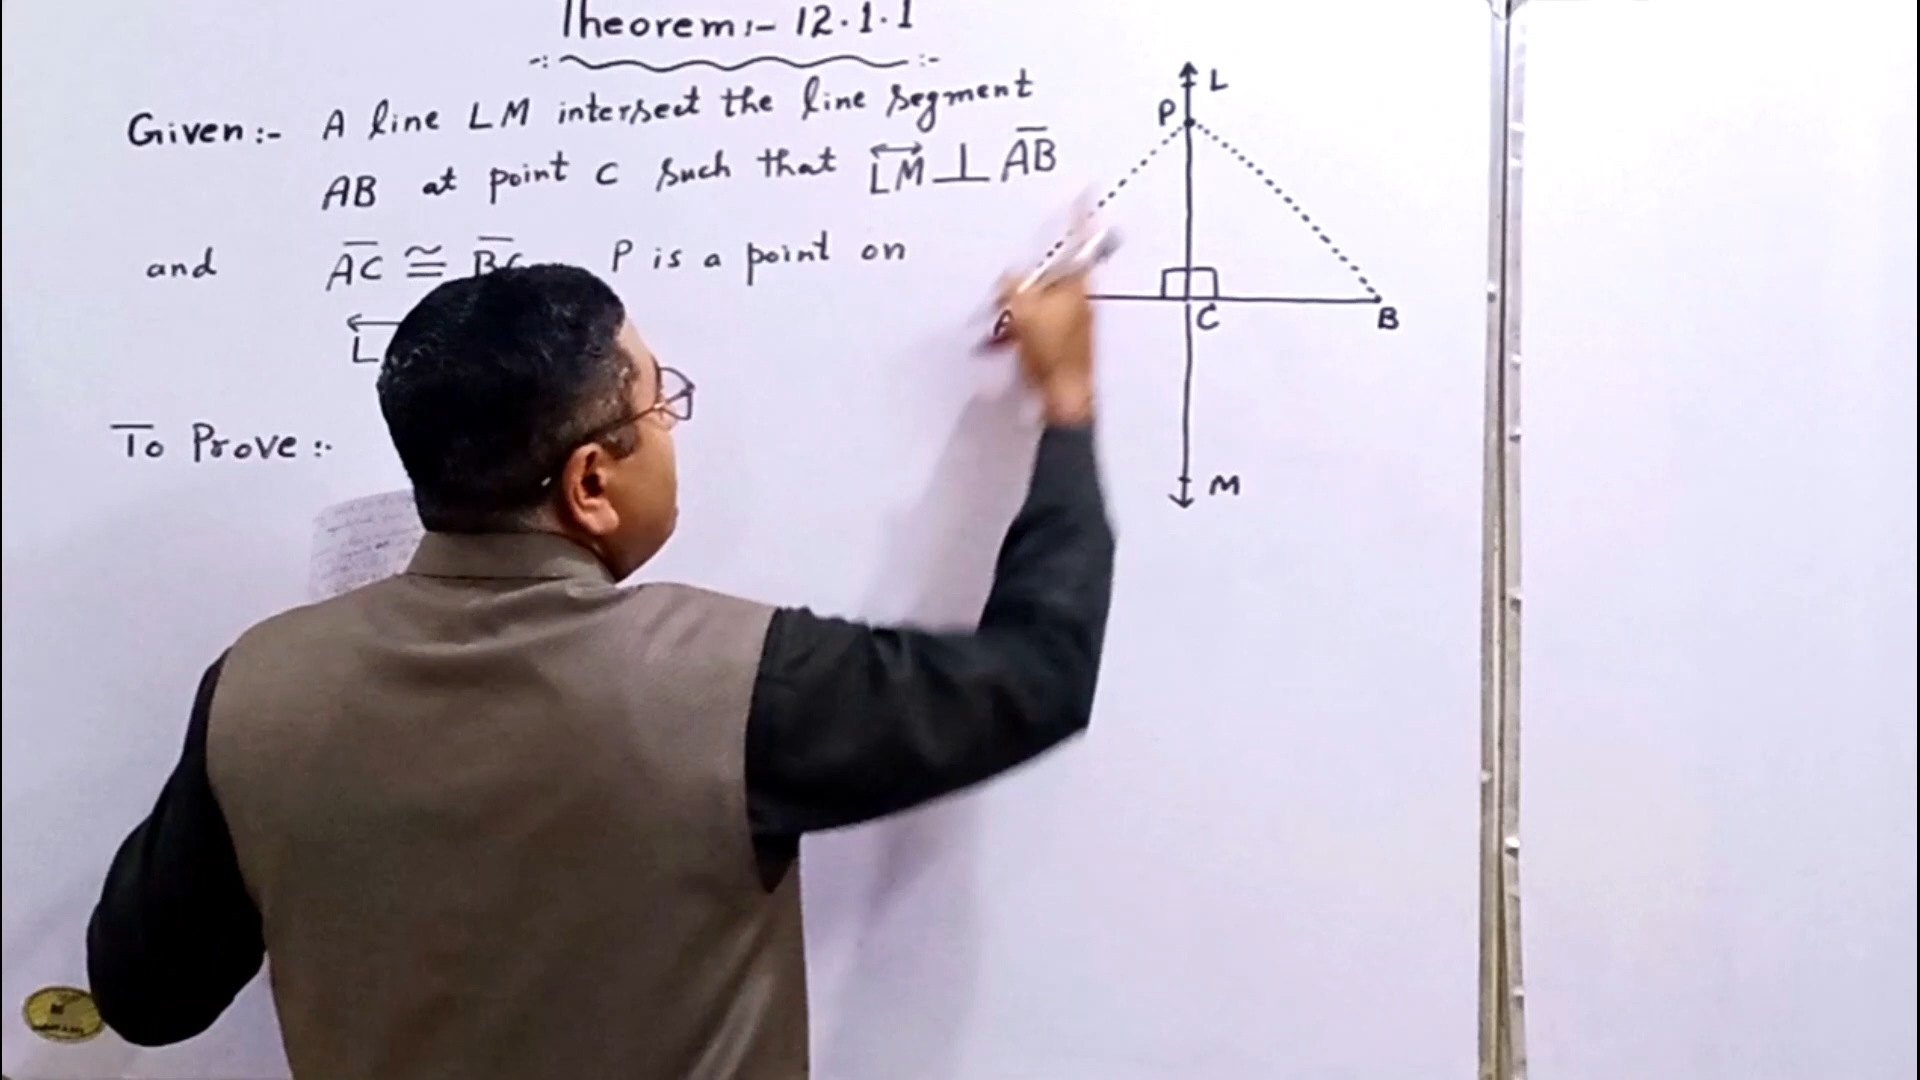 Theorem:- 12.1.1
Given:- A line LM intersect the line segment
AB at point C such that LM ⊥ AB
and AC ≅ BC P is a point on
L
To Prove :-
L
P
A
C
B
M